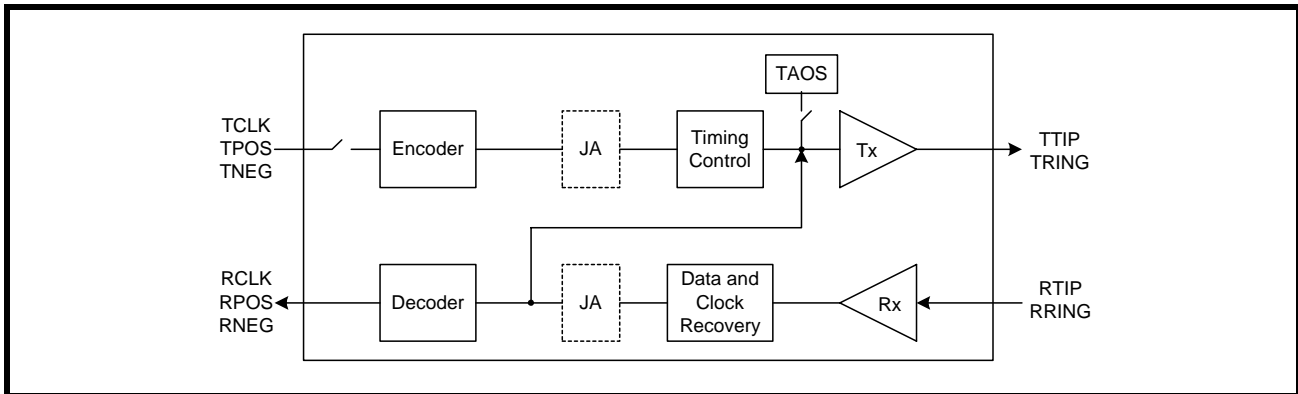 TAOS
TCLK
TPOS
TNEG
Encoder
JA
Timing
Control
Tx
TTIP
TRING
RCLK
RPOS
RNEG
Decoder
JA
Data and
Clock
Recovery
Rx
RTIP
RRING